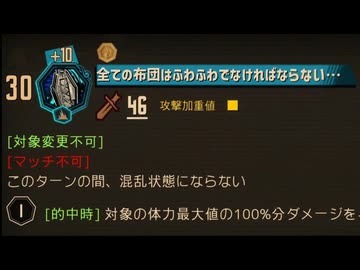 +10
30
全ての布団はふわふわでなければならない…
46 攻撃加重値
[対象変更不可]
[マッチ不可]
このターンの間、混乱状態にならない
I [的中時] 対象の体力最大値の100%分ダメージを